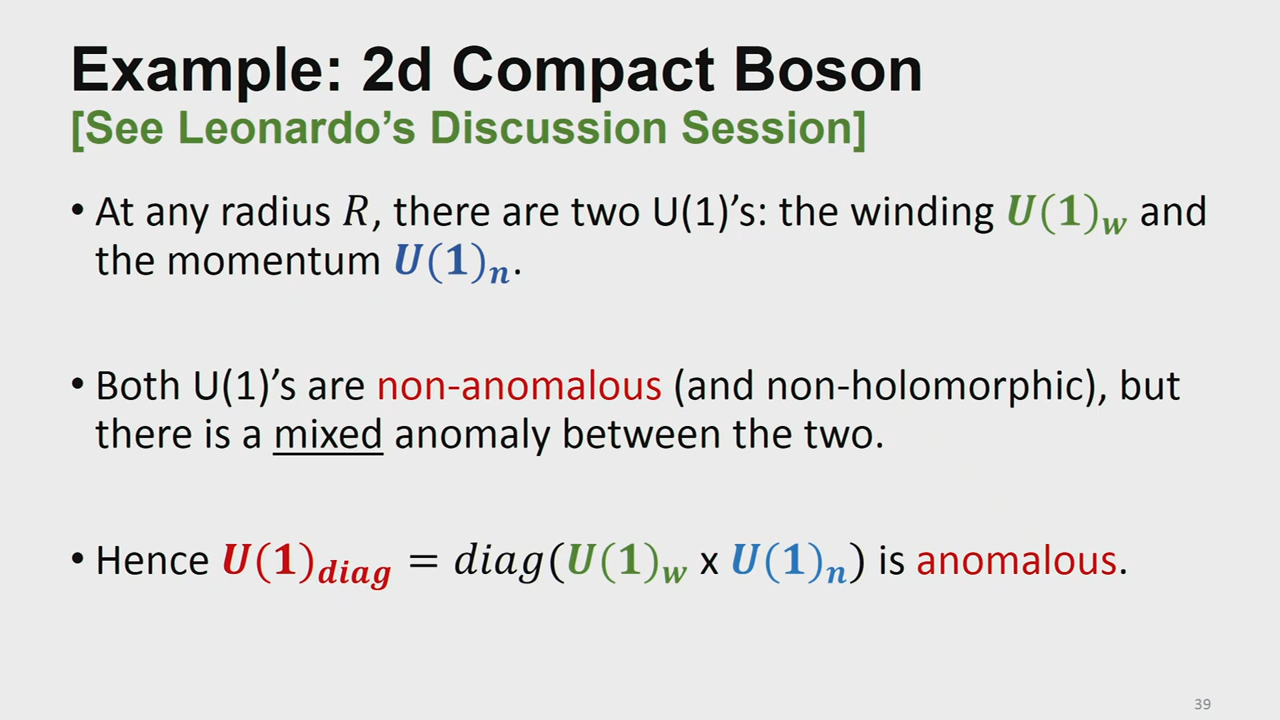 Example: 2d Compact Boson
[See Leonardo's Discussion Session]
• At any radius R, there are two U(1)'s: the winding U(1)_w and
the momentum U(1)_n.
• Both U(1)'s are non-anomalous (and non-holomorphic), but
there is a mixed anomaly between the two.
• Hence U(1)_diag = diag(U(1)_w x U(1)_n) is anomalous.
39